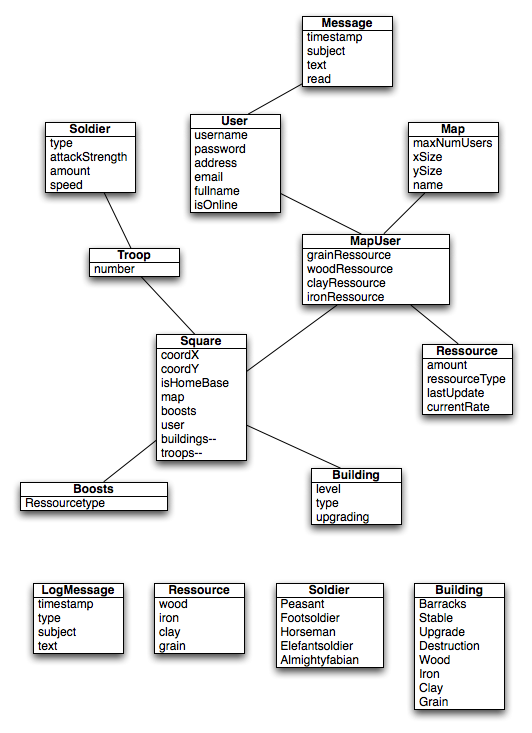 Message
timestamp
subject
text
read
User
username
password
address
email
fullname
isOnline
Soldier
type
attackStrength
amount
speed
Map
maxNumUsers
xSize
ySize
name
Troop
number
MapUser
grainRessource
woodRessource
clayRessource
ironRessource
Square
coordX
coordY
isHomeBase
map
boosts
user
buildings--
troops--
Ressource
amount
ressourceType
lastUpdate
currentRate
Boosts
Ressourcetype
Building
level
type
upgrading
LogMessage
timestamp
type
subject
text
Ressource
wood
iron
clay
grain
Soldier
Peasant
Footsoldier
Horseman
Elefantsoldier
Almightyfabian
Building
Barracks
Stable
Upgrade
Destruction
Wood
Iron
Clay
Grain